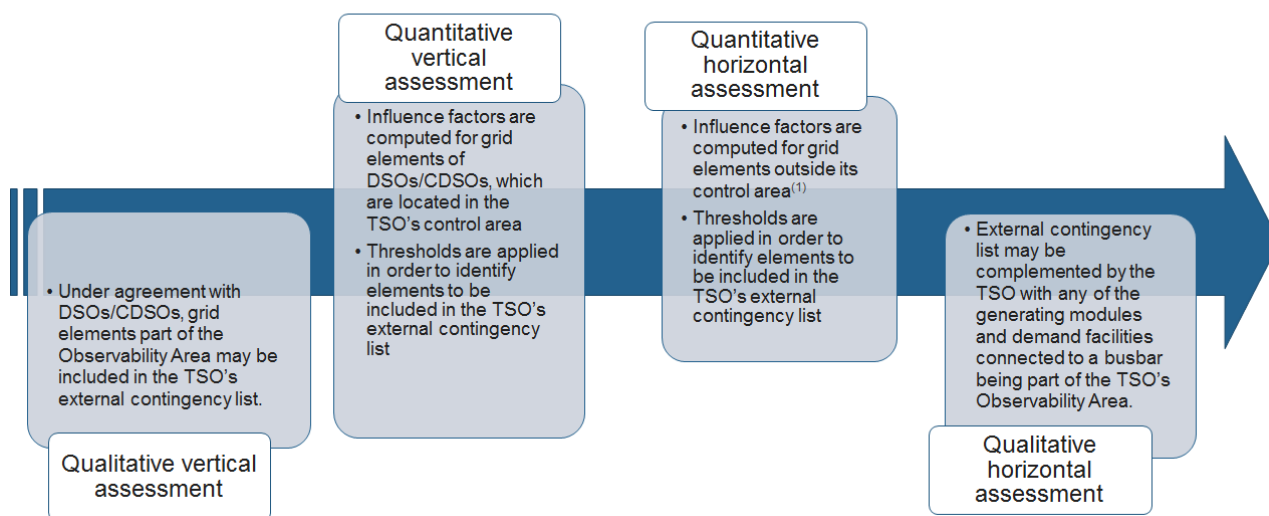 • Under agreement with
DSOs/CDSOs, grid
elements part of the
Observability Area may be
included in the TSO's
external contingency list.
Qualitative vertical
assessment
Quantitative
vertical
assessment
• Influence factors are
computed for grid
elements of
DSOs/CDSOs, which
are located in the
TSO's control area
• Thresholds are applied
in order to identify
elements to be
included in the TSO's
external contingency
list
Quantitative
horizontal
assessment
• Influence factors are
computed for grid
elements outside its
control area(1)
• Thresholds are
applied in order to
identify elements to
be included in the
TSO's external
contingency list
• External contingency
list may be
complemented by the
TSO with any of the
generating modules
and demand facilities
connected to a busbar
being part of the TSO's
Observability Area.
Qualitative
horizontal
assessment